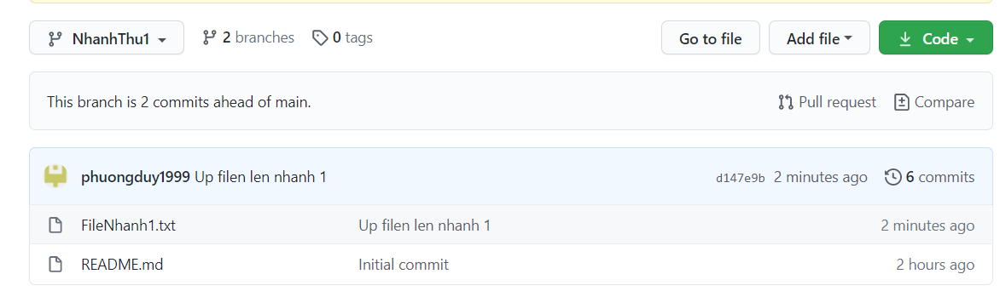 NhanhThu1 2 branches 0 tags Go to file Add file Code
This branch is 2 commits ahead of main. Pull request Compare
phuongduy1999 Up filen len nhanh 1 d147e9b 2 minutes ago 6 commits
FileNhanh1.txt Up filen len nhanh 1 2 minutes ago
README.md Initial commit 2 hours ago